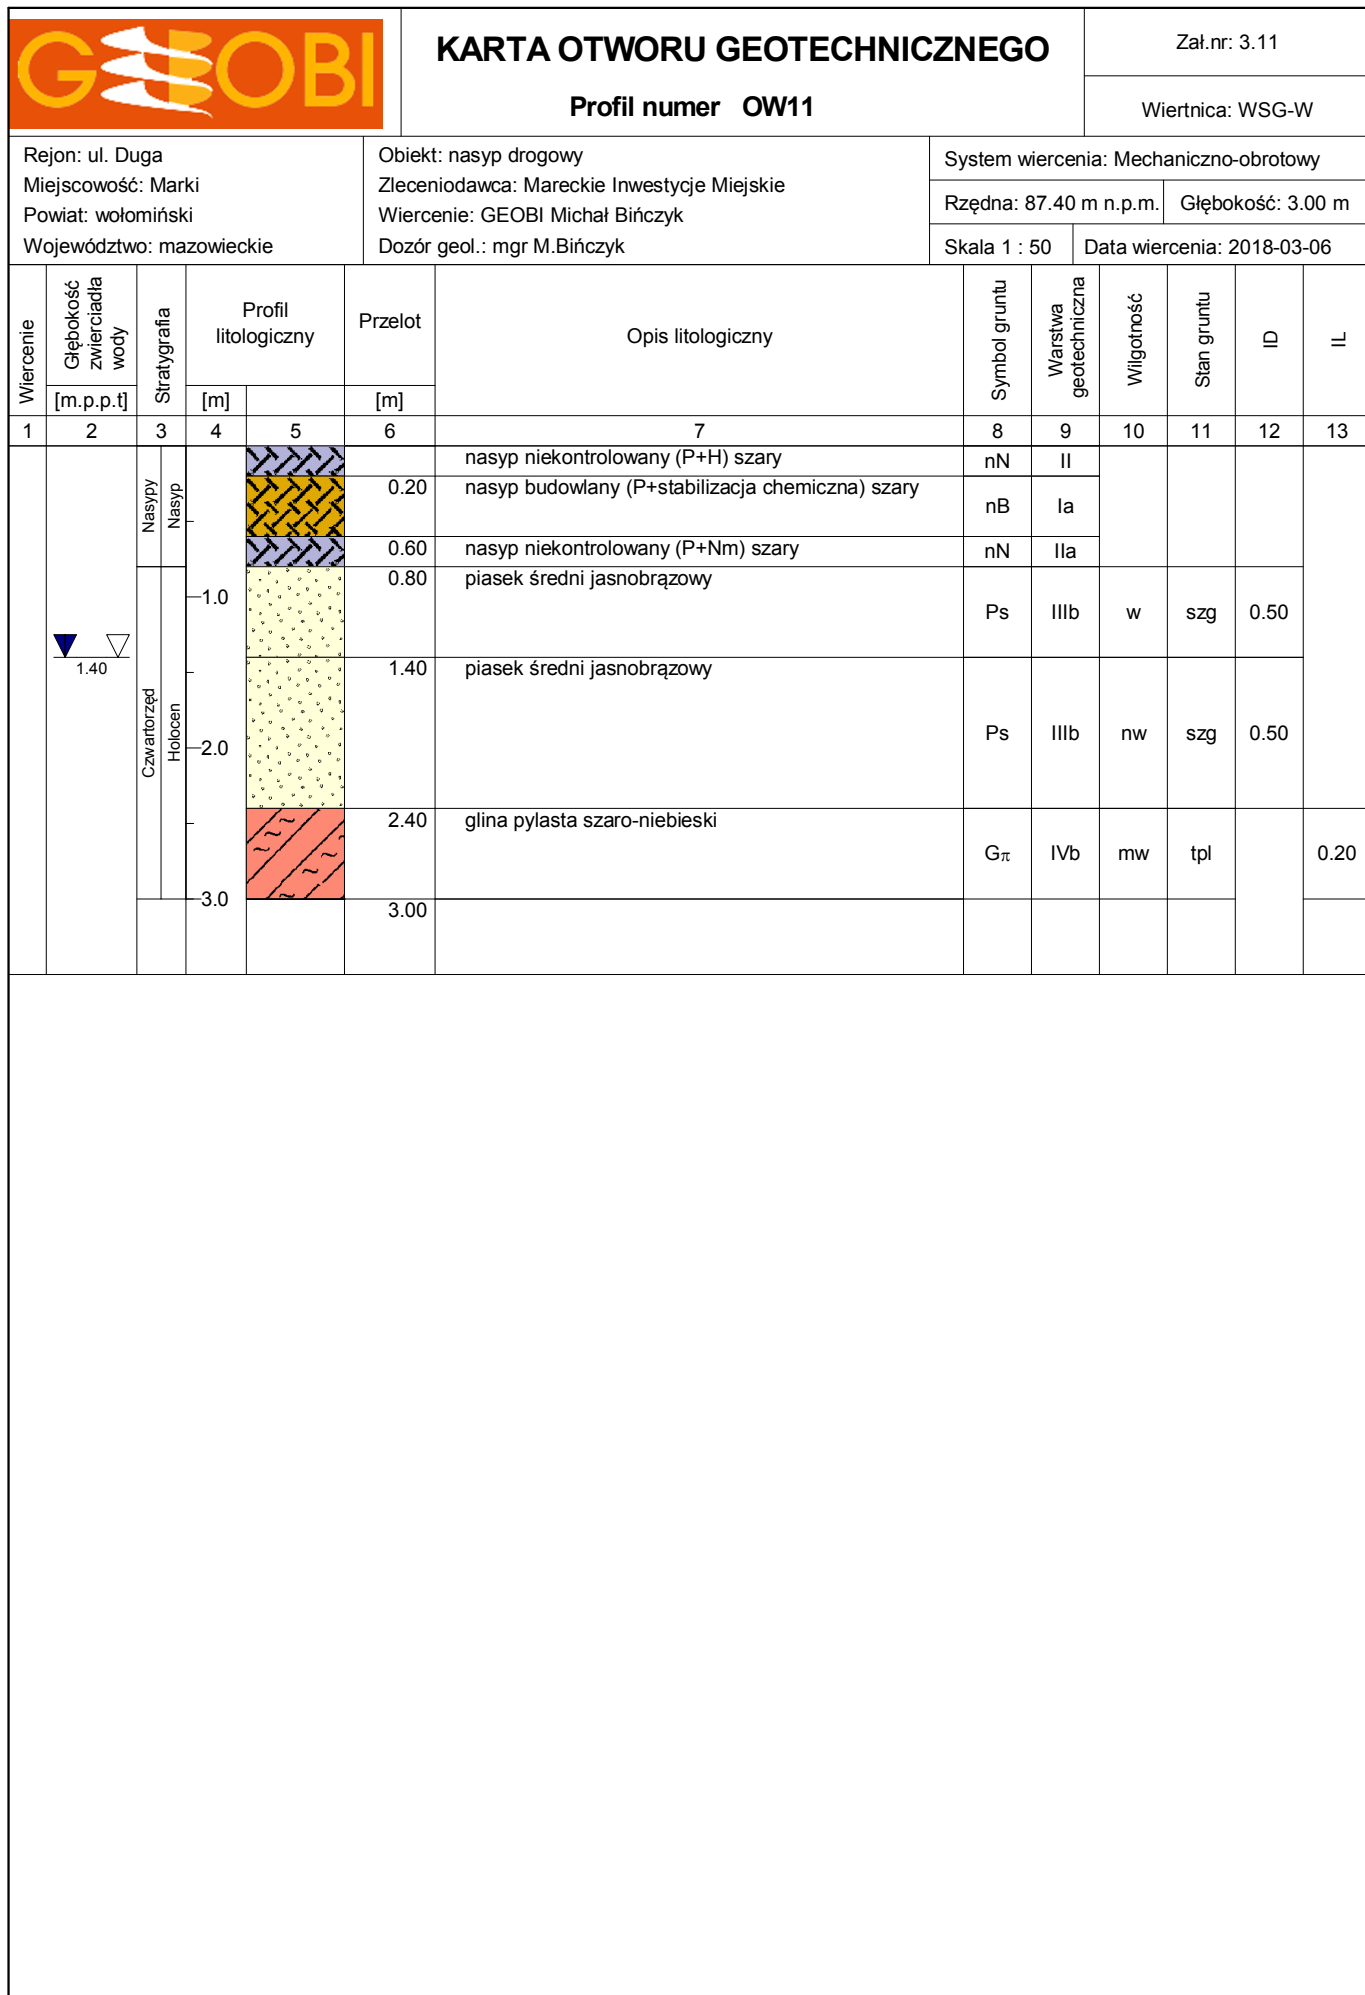 GEOBI
KARTA OTWORU GEOTECHNICZNEGO
Profil numer OW11
Zał.nr: 3.11
Wiertnica: WSG-W
Rejon: ul. Duga
Miejscowość: Marki
Powiat: wołomiński
Województwo: mazowieckie
Obiekt: nasyp drogowy
Zleceniodawca: Mareckie Inwestycje Miejskie
Wiercenie: GEOBI Michał Bińczyk
Dozór geol.: mgr M.Bińczyk
System wiercenia: Mechaniczno-obrotowy
Rzędna: 87.40 m n.p.m. Głębokość: 3.00 m
Skala 1 : 50 Data wiercenia: 2018-03-06
Wiercenie
Głębokość
zwierciadła
wody
[m.p.p.t]
Stratygrafia
Profil
litologiczny
[m]
Przelot
[m]
Opis litologiczny
Symbol gruntu
Warstwa
geotechniczna
Wilgotność
Stan gruntu
ID
IL
1 2 3 4 5 6 7 8 9 10 11 12 13
nasyp niekontrolowany (P+H) szary nN II
0.20 nasyp budowlany (P+stabilizacja chemiczna) szary nB Ia
Nasypy
Nasyp
0.60 nasyp niekontrolowany (P+Nm) szary nN IIa
0.80 piasek średni jasnobrązowy
1.0 Ps IIIb w szg 0.50
1.40
1.40 piasek średni jasnobrązowy
Czwartorzęd
Holocen
2.0 Ps IIIb nw szg 0.50
2.40 glina pylasta szaro-niebieski
Gπ IVb mw tpl 0.20
3.0
3.00